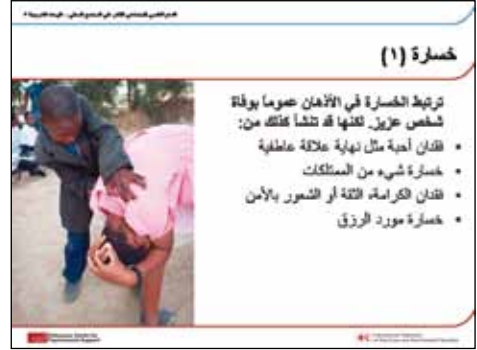 خسارة (١)
ترتبط الخسارة في الأذهان عموماً بوفاة
شخص عزيز. لكنها قد تنشأ كذلك من:
• فقدان أحبة مثل نهاية علاقة عاطفية
• خسارة شيء من الممتلكات
• فقدان الكرامة، الثقة أو الشعور بالأمن
• خسارة مورد الرزق